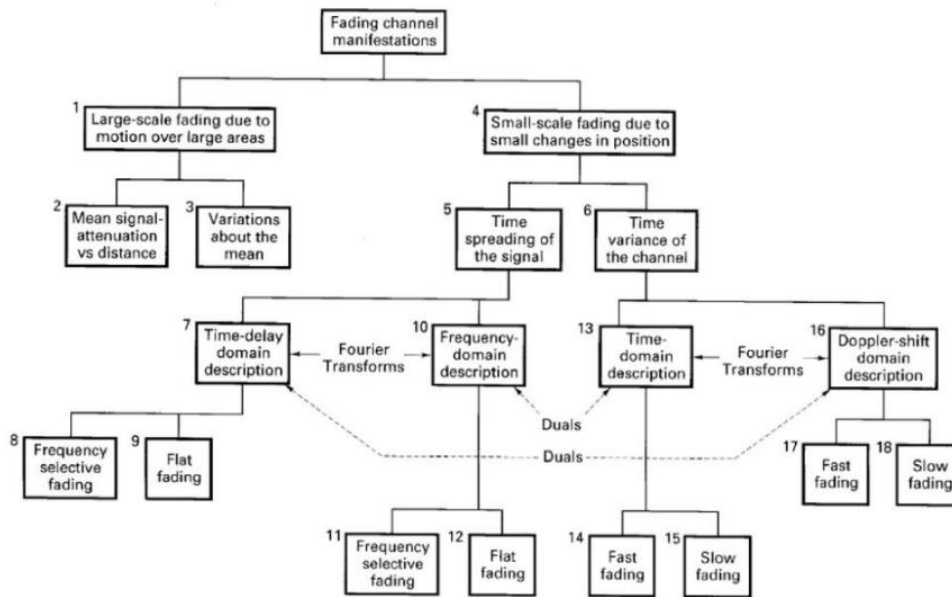 Fading channel
manifestations
1
Large-scale fading due to
motion over large areas
4
Small-scale fading due to
small changes in position
2
Mean signal-
attenuation
vs distance
3
Variations
about the
mean
5
Time
spreading of
the signal
6
Time
variance of
the channel
7
Time-delay
domain
description
Fourier
Transforms
10
Frequency-
domain
description
13
Time-
domain
description
Fourier
Transforms
16
Doppler-shift
domain
description
Duals
Duals
8
Frequency
selective
fading
9
Flat
fading
17
Fast
fading
18
Slow
fading
11
Frequency
selective
fading
12
Flat
fading
14
Fast
fading
15
Slow
fading